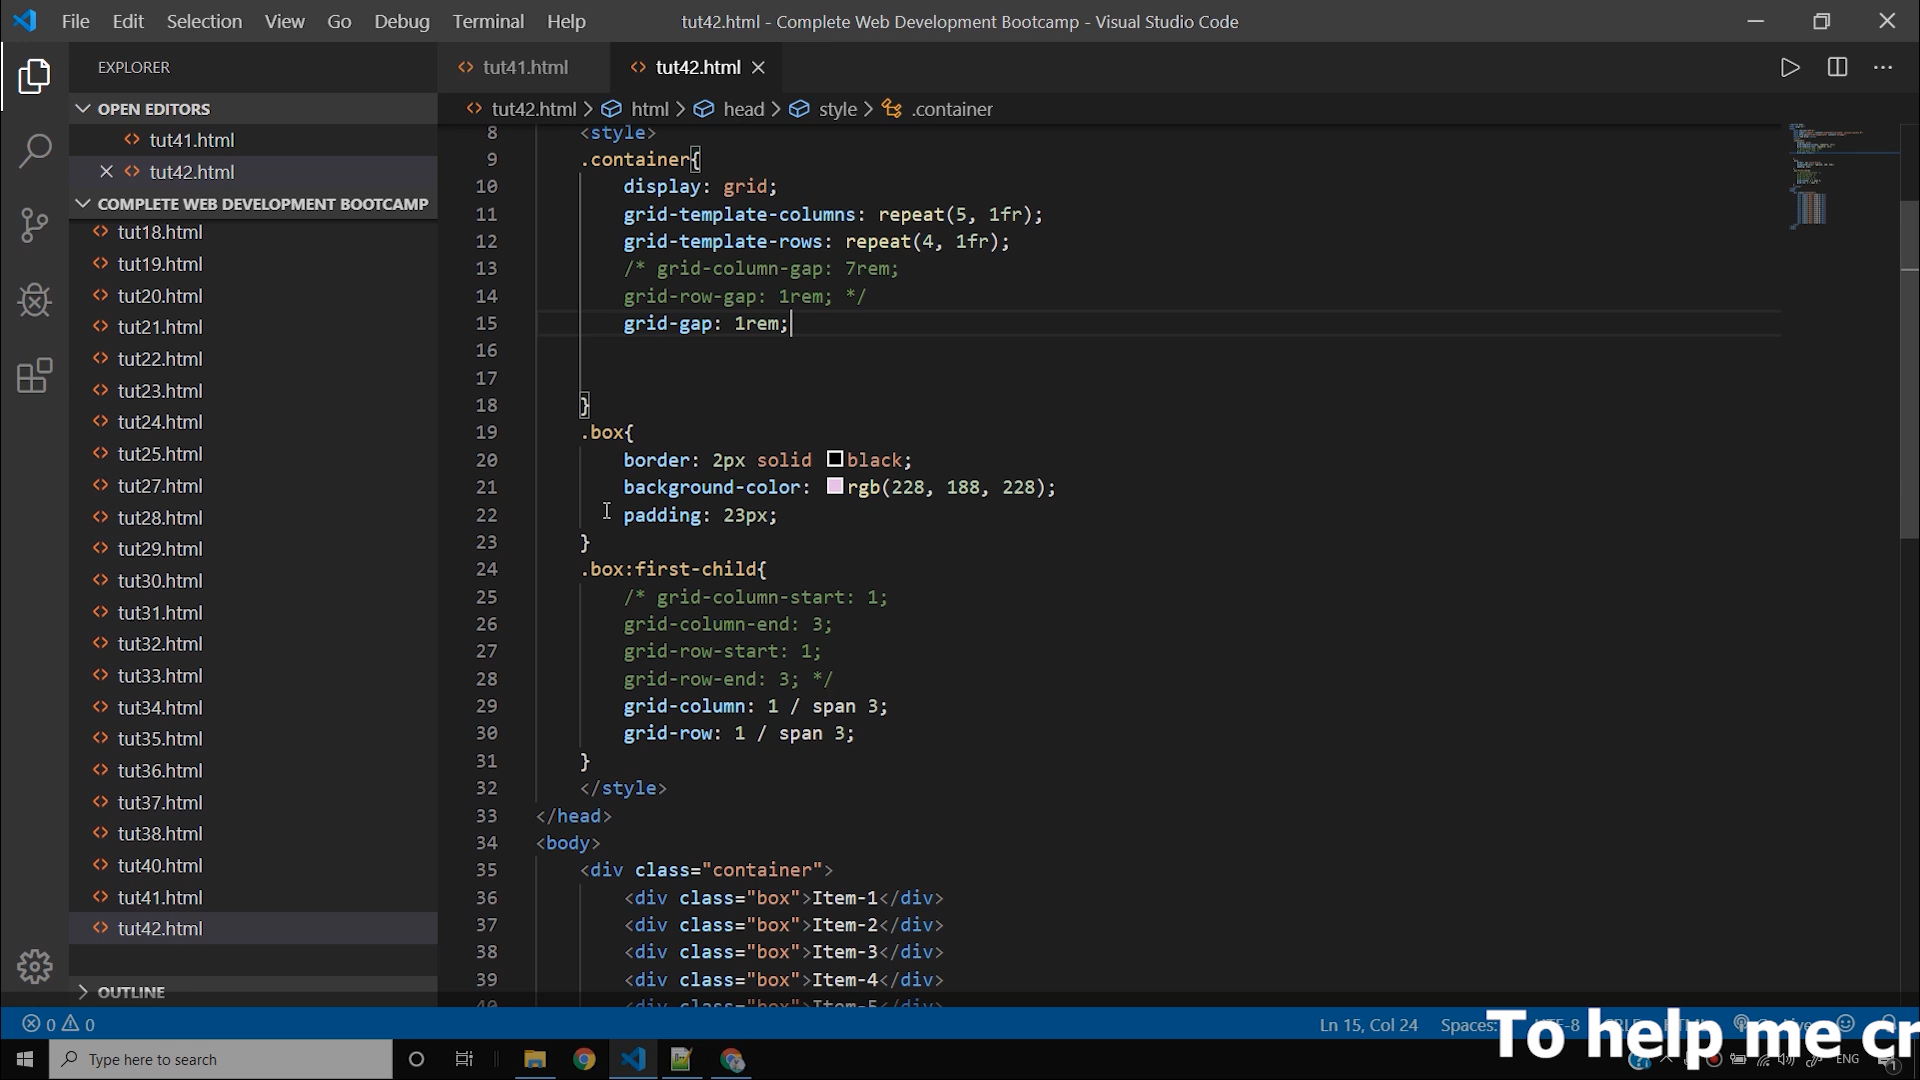 File Edit Selection View Go Debug Terminal Help
tut42.html - Complete Web Development Bootcamp - Visual Studio Code
EXPLORER
OPEN EDITORS
tut41.html
tut42.html
COMPLETE WEB DEVELOPMENT BOOTCAMP
tut18.html
tut19.html
tut20.html
tut21.html
tut22.html
tut23.html
tut24.html
tut25.html
tut27.html
tut28.html
tut29.html
tut30.html
tut31.html
tut32.html
tut33.html
tut34.html
tut35.html
tut36.html
tut37.html
tut38.html
tut40.html
tut41.html
tut42.html
OUTLINE
tut41.html tut42.html
tut42.html > html > head > style > .container
8 <style>
9 .container{
10 display: grid;
11 grid-template-columns: repeat(5, 1fr);
12 grid-template-rows: repeat(4, 1fr);
13 /* grid-column-gap: 7rem;
14 grid-row-gap: 1rem; */
15 grid-gap: 1rem;
16
17
18 }
19 .box{
20 border: 2px solid black;
21 background-color: rgb(228, 188, 228);
22 padding: 23px;
23 }
24 .box:first-child{
25 /* grid-column-start: 1;
26 grid-column-end: 3;
27 grid-row-start: 1;
28 grid-row-end: 3; */
29 grid-column: 1 / span 3;
30 grid-row: 1 / span 3;
31 }
32 </style>
33 </head>
34 <body>
35 <div class="container">
36 <div class="box">Item-1</div>
37 <div class="box">Item-2</div>
38 <div class="box">Item-3</div>
39 <div class="box">Item-4</div>
40 <div class="box">Item-5</div>
0 0
Ln 15, Col 24 Spaces:
To help me cr
Type here to search
ENG
1